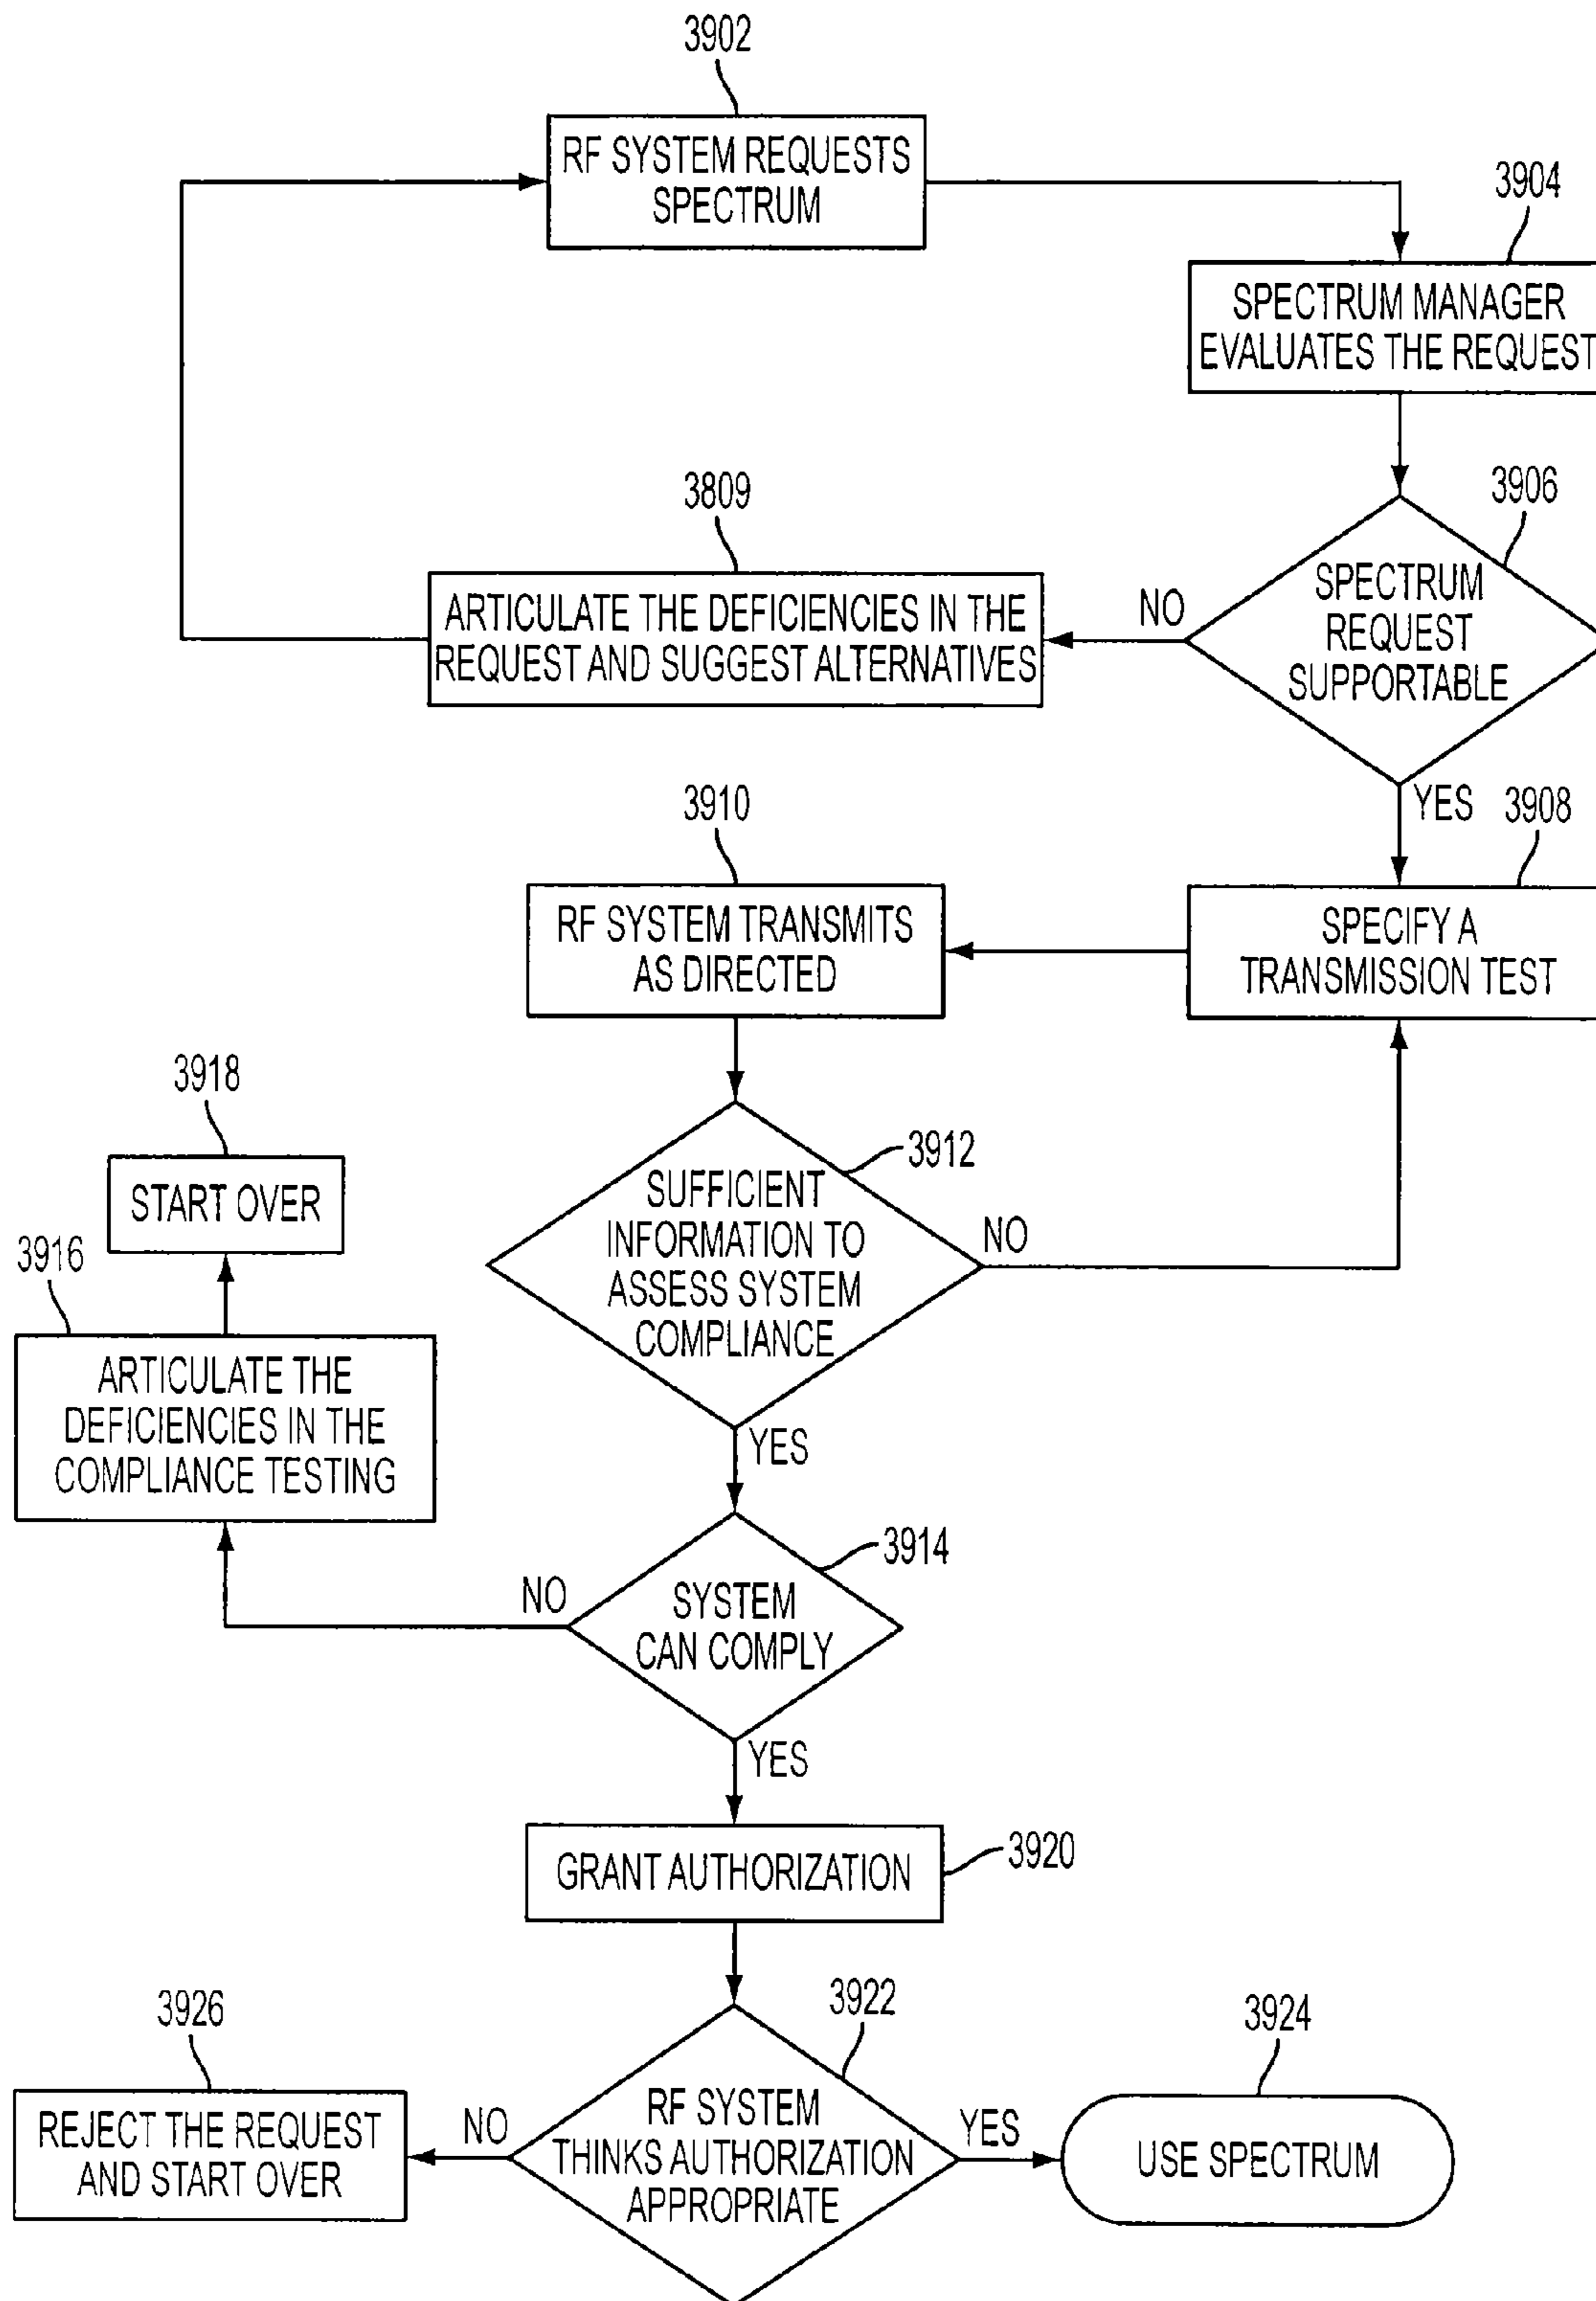 3902
RF SYSTEM REQUESTS
SPECTRUM
3904
SPECTRUM MANAGER
EVALUATES THE REQUEST
3906
SPECTRUM
REQUEST
SUPPORTABLE
NO
YES
3809
ARTICULATE THE DEFICIENCIES IN THE
REQUEST AND SUGGEST ALTERNATIVES
3908
SPECIFY A
TRANSMISSION TEST
3910
RF SYSTEM TRANSMITS
AS DIRECTED
3912
SUFFICIENT
INFORMATION TO
ASSESS SYSTEM
COMPLIANCE
NO
YES
3918
START OVER
3916
ARTICULATE THE
DEFICIENCIES IN THE
COMPLIANCE TESTING
3914
SYSTEM
CAN COMPLY
NO
YES
GRANT AUTHORIZATION
3920
3922
RF SYSTEM
THINKS AUTHORIZATION
APPROPRIATE
NO
YES
3926
REJECT THE REQUEST
AND START OVER
3924
USE SPECTRUM